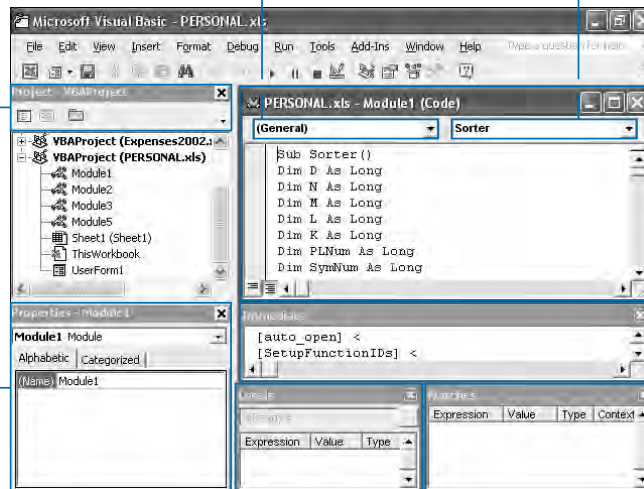 Microsoft Visual Basic - PERSONAL.xls
File Edit View Insert Format Debug Run Tools Add-Ins Window Help Type a question for help
Project - VBAProject
VBAProject (Expenses2002.
VBAProject (PERSONAL.xls)
Module1
Module2
Module3
Module5
Sheet1 (Sheet1)
ThisWorkbook
UserForm1
PERSONAL.xls - Module1 (Code)
(General) Sorter
Sub Sorter()
Dim D As Long
Dim N As Long
Dim M As Long
Dim L As Long
Dim K As Long
Dim PLNum As Long
Dim SymNum As Long
Properties - Module1
Module1 Module
Alphabetic Categorized
(Name) Module1
Immediate
[auto_open] <
[SetupFunctionIDs] <
Locals
Expression Value Type
Watches
Expression Value Type Context